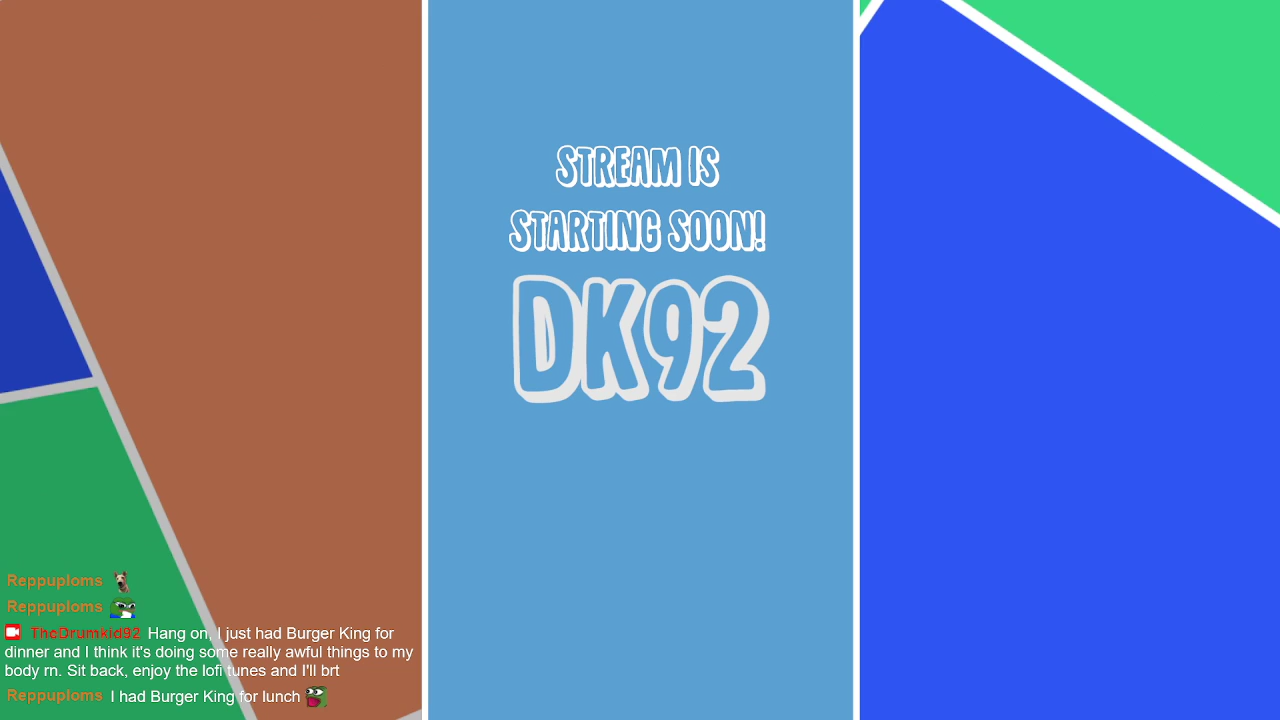 STREAM IS
STARTING SOON!
DK92
Reppuploms
Reppuploms
TheDrumkid92 Hang on, I just had Burger King for
dinner and I think it's doing some really awful things to my
body rn. Sit back, enjoy the lofi tunes and I'll brt
Reppuploms I had Burger King for lunch